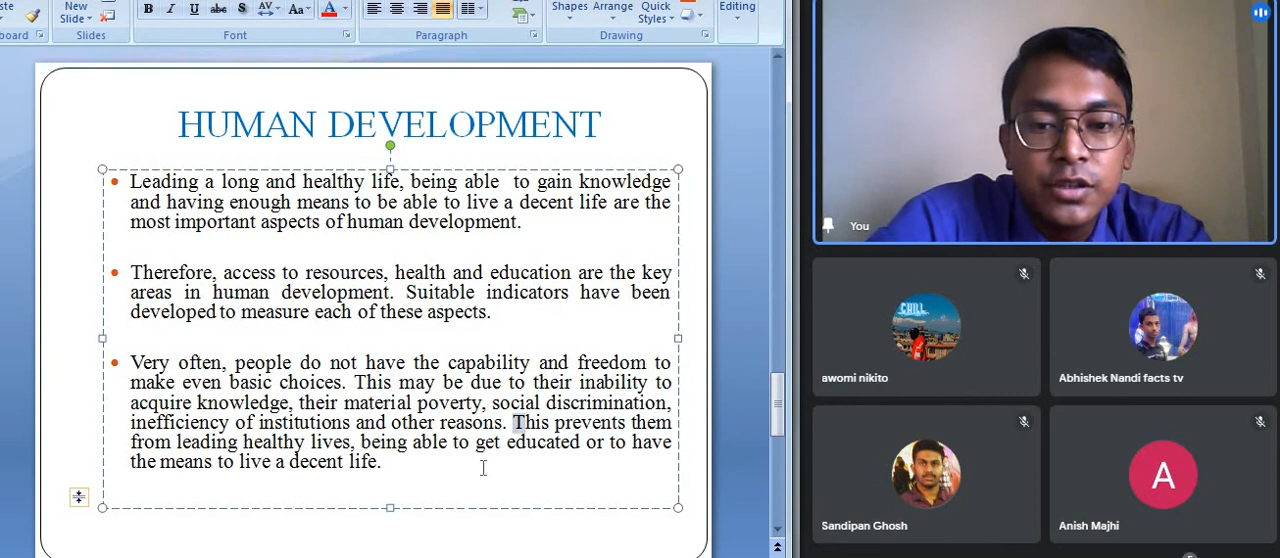 New
Slide
B I U abc S AV Aa A
Shapes Arrange Quick
Styles
Editing
Slides
Font
Paragraph
Drawing
HUMAN DEVELOPMENT
• Leading a long and healthy life, being able to gain knowledge
and having enough means to be able to live a decent life are the
most important aspects of human development.
• Therefore, access to resources, health and education are the key
areas in human development. Suitable indicators have been
developed to measure each of these aspects.
• Very often, people do not have the capability and freedom to
make even basic choices. This may be due to their inability to
acquire knowledge, their material poverty, social discrimination,
inefficiency of institutions and other reasons. This prevents them
from leading healthy lives, being able to get educated or to have
the means to live a decent life.
You
CHILL
awomi nikito
Abhishek Nandi facts tv
Sandipan Ghosh
A
Anish Majhi